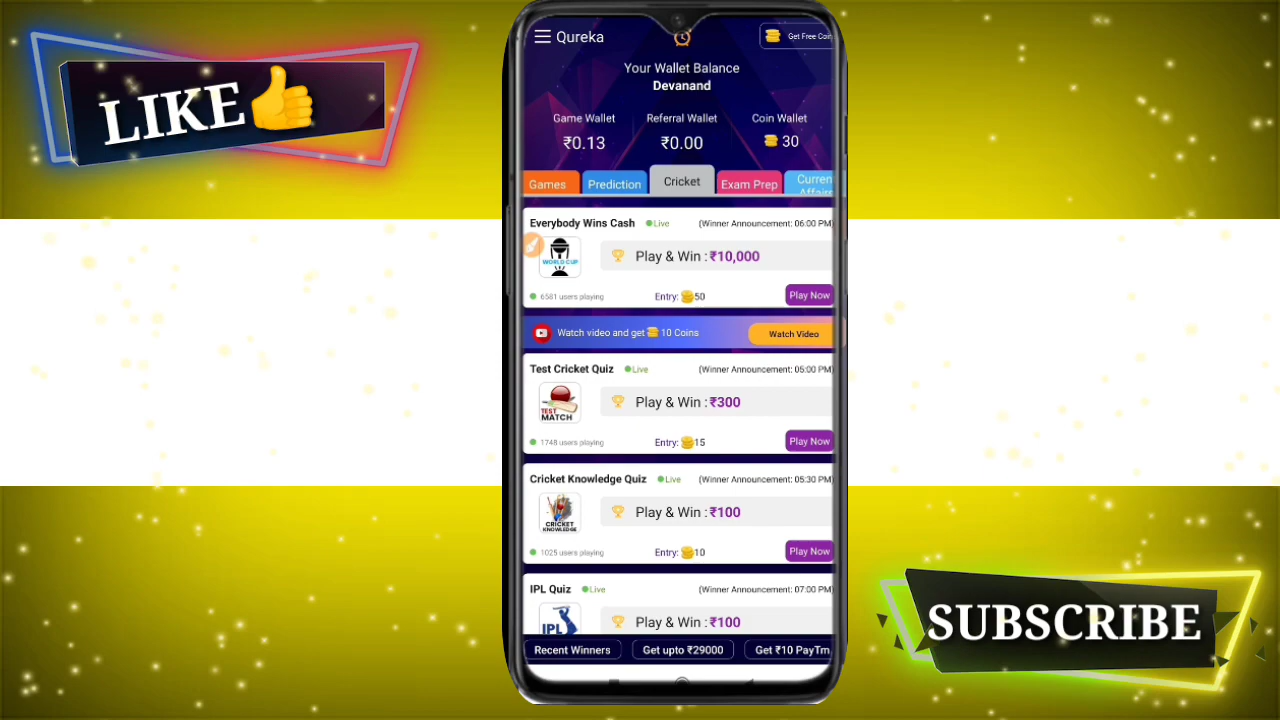 LIKE
Qureka
Get Free Coin
Your Wallet Balance
Devanand
Game Wallet Referral Wallet Coin Wallet
₹0.13 ₹0.00 30
Games Prediction Cricket Exam Prep Curren Affairs
Everybody Wins Cash Live (Winner Announcement: 06:00 PM)
WORLD CUP
Play & Win : ₹10,000
6581 users playing Entry: 50 Play Now
Watch video and get 10 Coins Watch Video
Test Cricket Quiz Live (Winner Announcement: 05:00 PM)
TEST MATCH
Play & Win : ₹300
1748 users playing Entry: 15 Play Now
Cricket Knowledge Quiz Live (Winner Announcement: 05:30 PM)
CRICKET KNOWLEDGE
Play & Win : ₹100
1025 users playing Entry: 10 Play Now
IPL Quiz Live (Winner Announcement: 07:00 PM)
IPL
Play & Win : ₹100
Recent Winners Get upto ₹29000 Get ₹10 PayTm
SUBSCRIBE